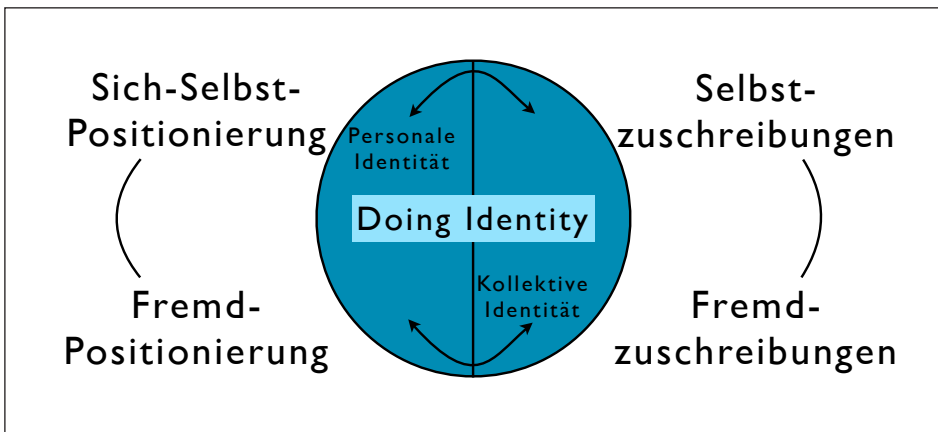 Sich-Selbst-
Positionierung
Fremd-
Positionierung
Personale
Identität
Doing Identity
Kollektive
Identität
Selbst-
zuschreibungen
Fremd-
zuschreibungen